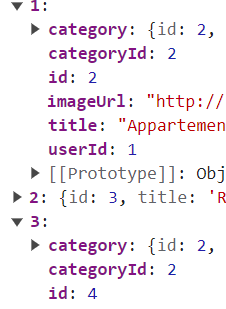 ▼ 1:
▶ category: {id: 2,
categoryId: 2
id: 2
imageUrl: "http://
title: "Appartemen
userId: 1
▶ [[Prototype]]: Obj
▶ 2: {id: 3, title: 'R
▼ 3:
▶ category: {id: 2,
categoryId: 2
id: 4